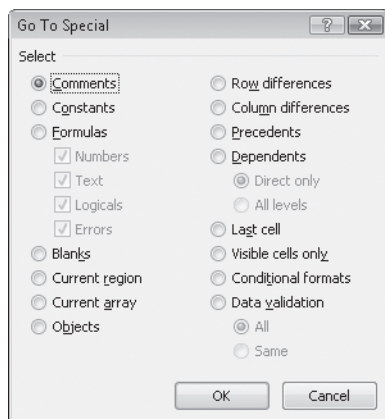 Go To Special
Select
Comments
Constants
Formulas
Numbers
Text
Logicals
Errors
Blanks
Current region
Current array
Objects
Row differences
Column differences
Precedents
Dependents
Direct only
All levels
Last cell
Visible cells only
Conditional formats
Data validation
All
Same
OK
Cancel